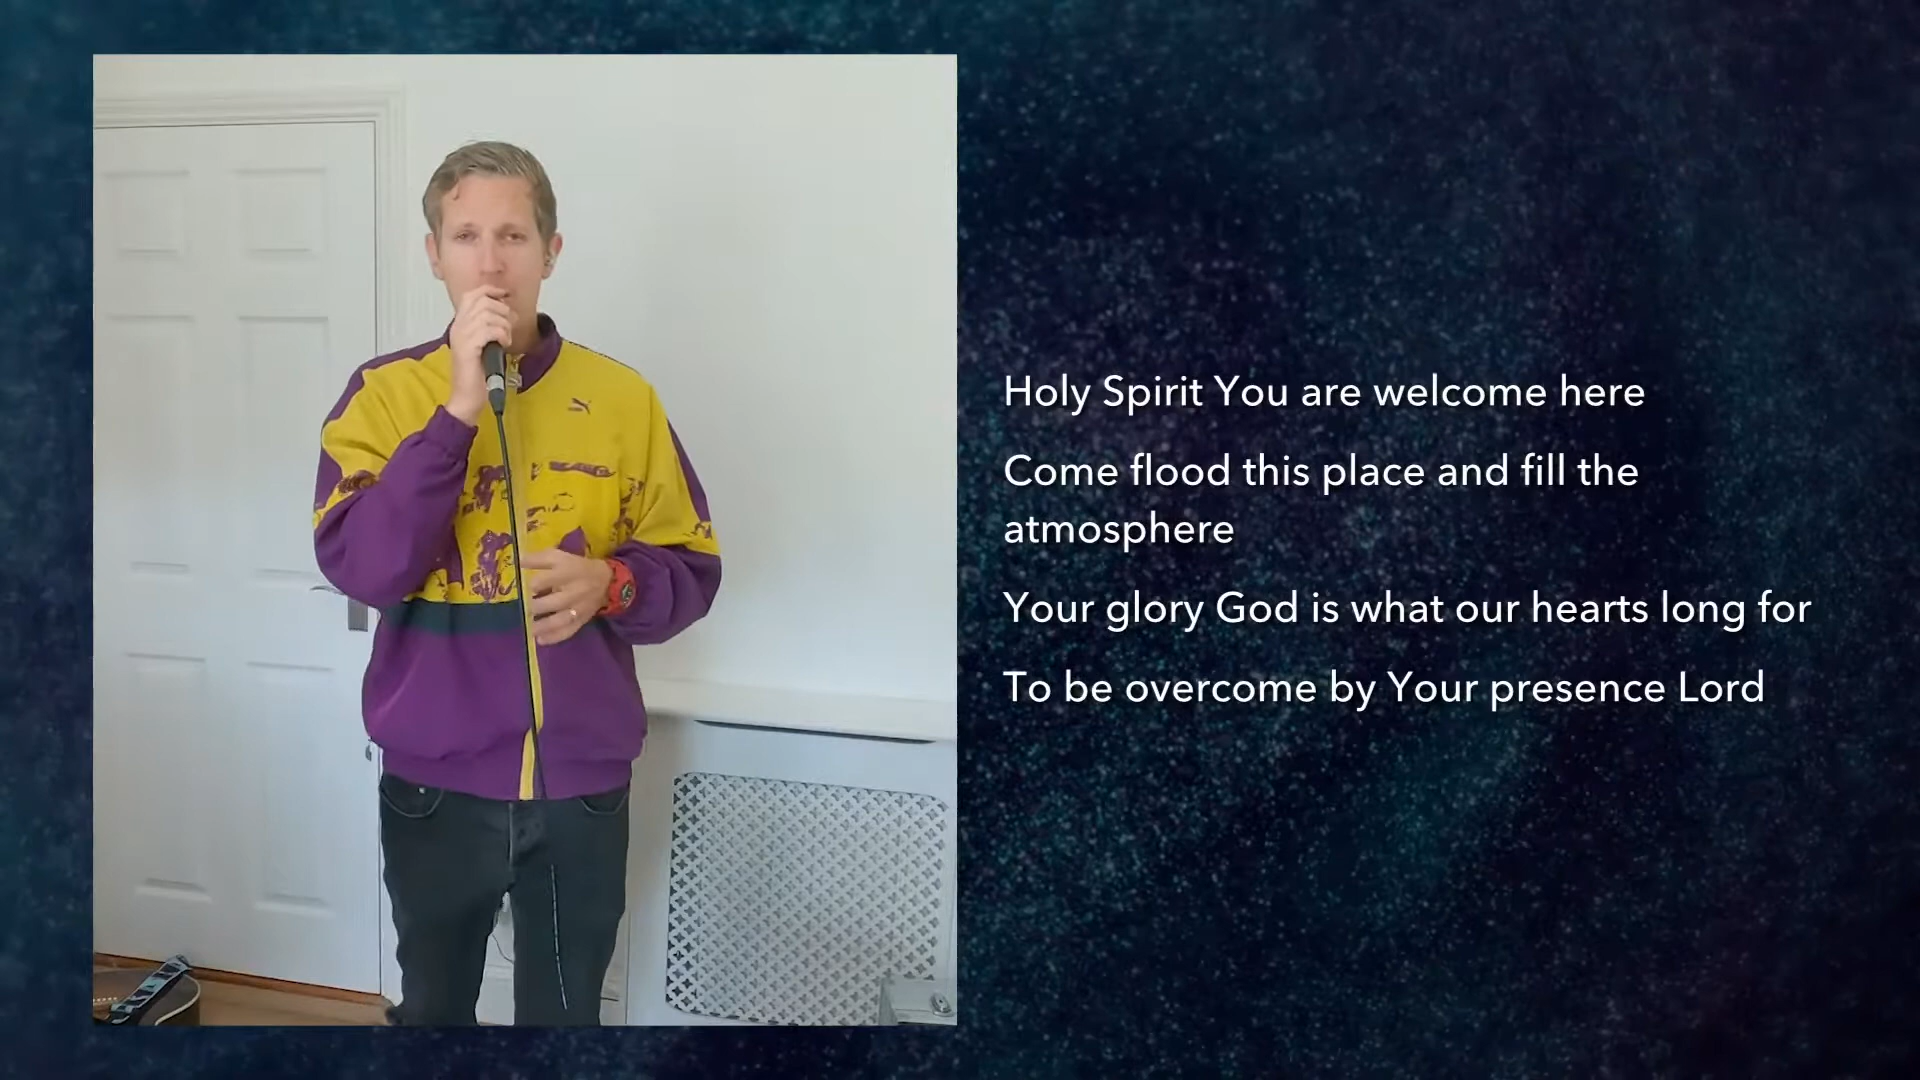 Holy Spirit You are welcome here
Come flood this place and fill the
atmosphere
Your glory God is what our hearts long for
To be overcome by Your presence Lord